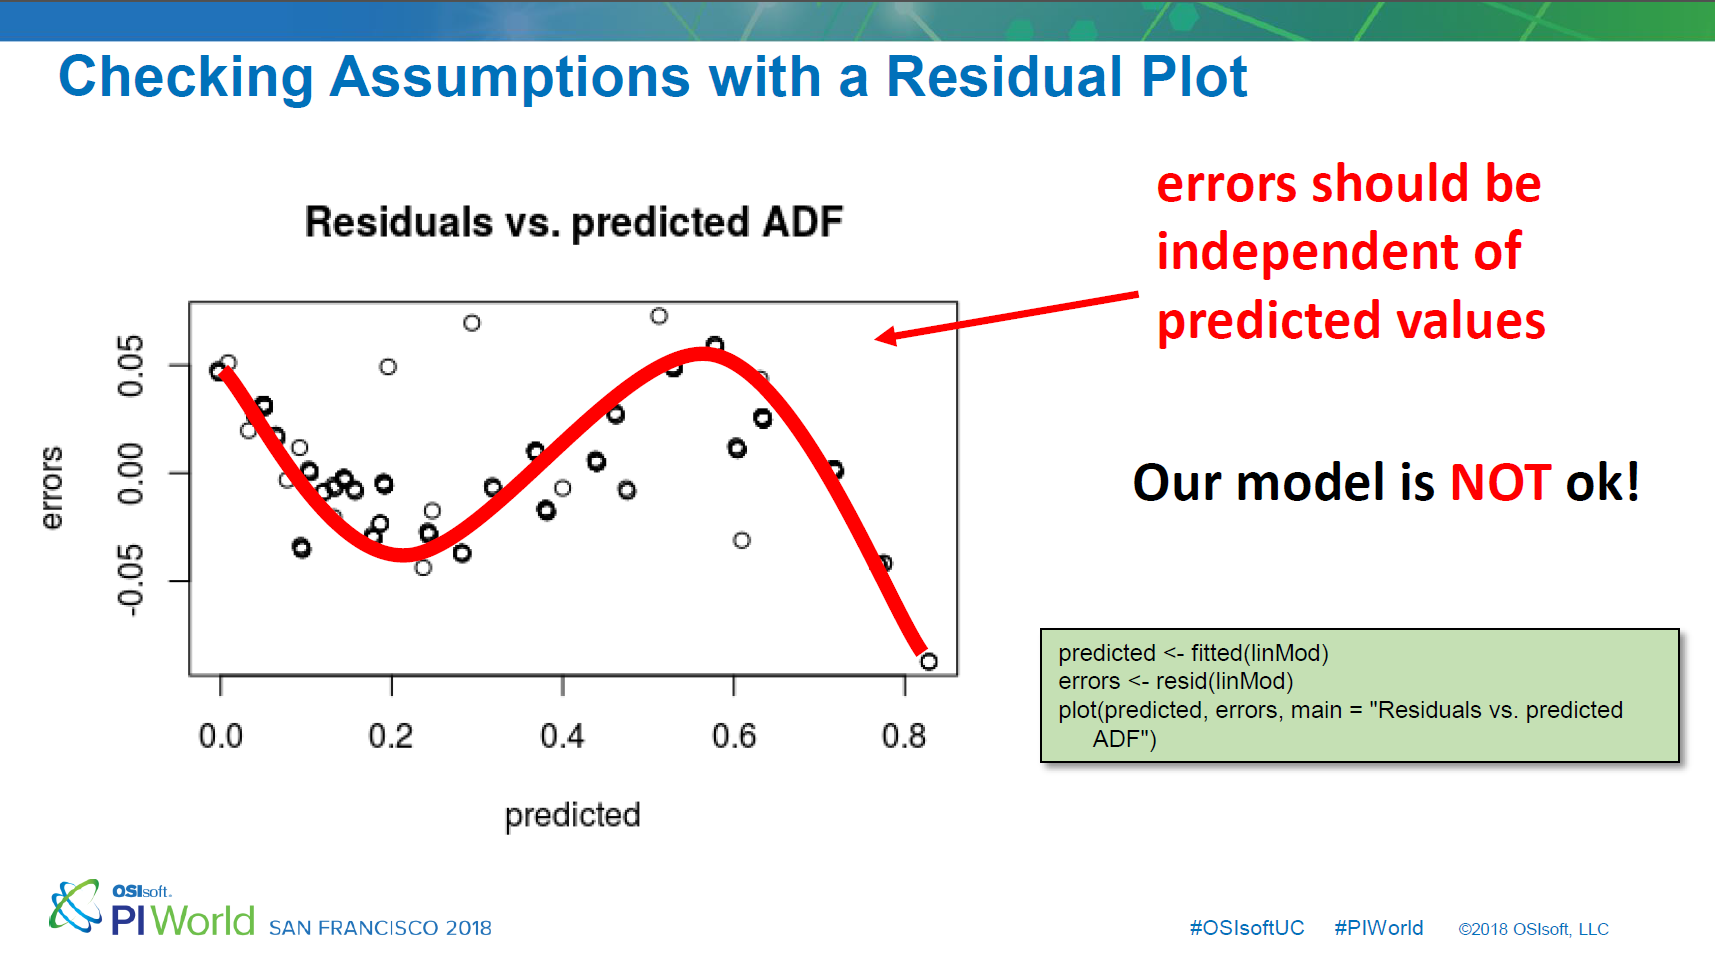 Checking Assumptions with a Residual Plot
Residuals vs. predicted ADF
errors should be
independent of
predicted values
Our model is NOT ok!
errors
0.05
0.00
-0.05
0.0
0.2
0.4
0.6
0.8
predicted
predicted <- fitted(linMod)
errors <- resid(linMod)
plot(predicted, errors, main = "Residuals vs. predicted
ADF")
OSIsoft.
PI World SAN FRANCISCO 2018
#OSIsoftUC #PIWorld ©2018 OSIsoft, LLC